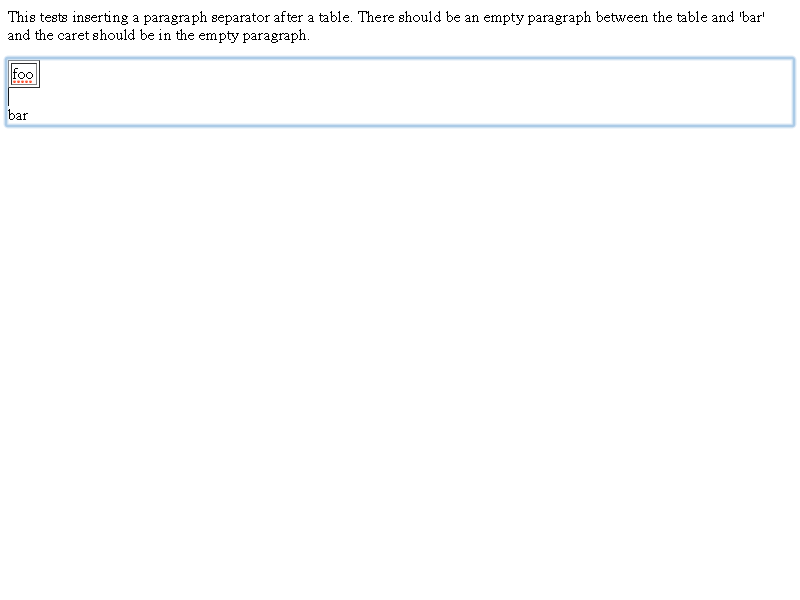 This tests inserting a paragraph separator after a table. There should be an empty paragraph between the table and 'bar'
and the caret should be in the empty paragraph.
foo
bar